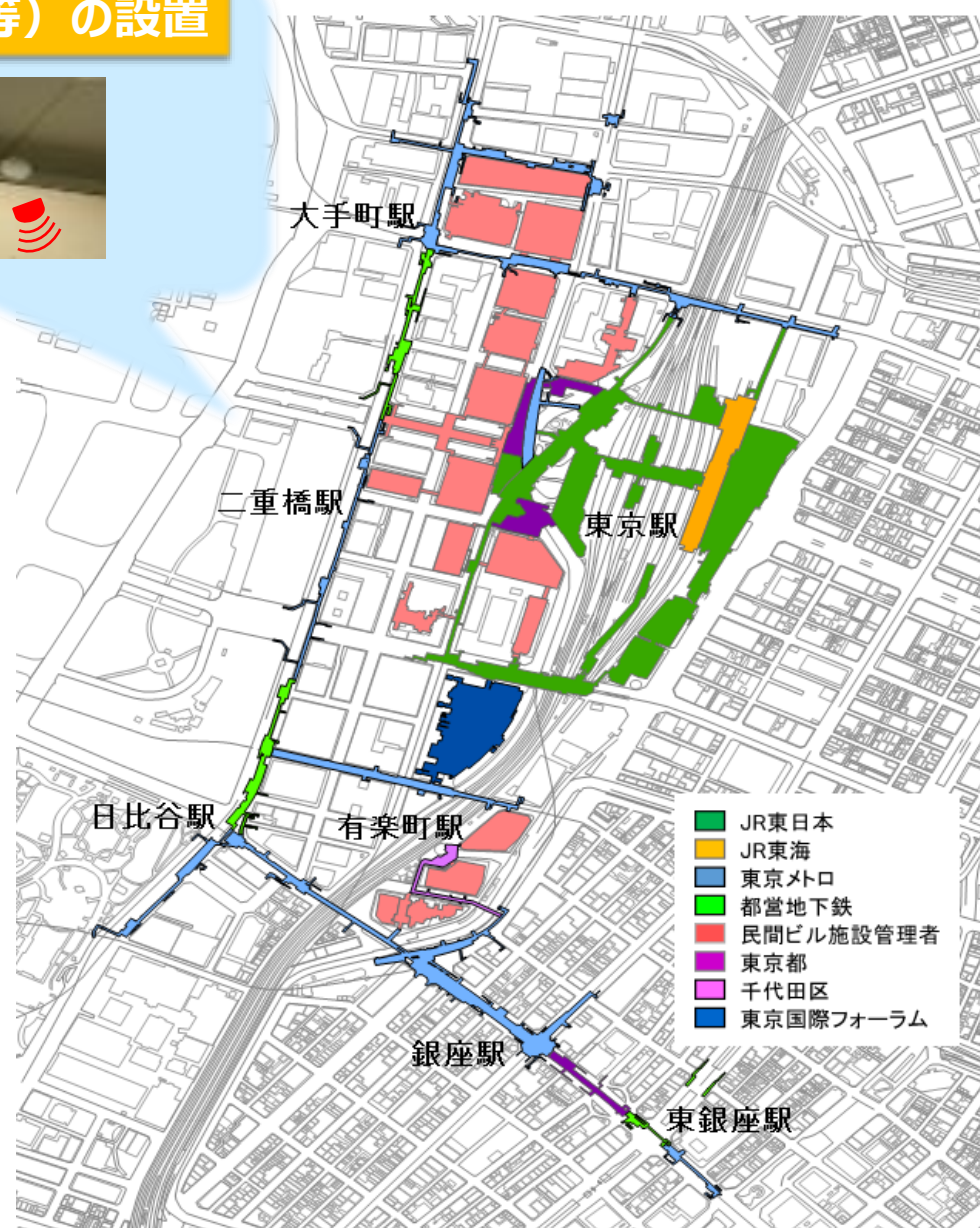 等）の設置
大手町駅
二重橋駅
東京駅
日比谷駅
有楽町駅
銀座駅
東銀座駅
JR東日本
JR東海
東京メトロ
都営地下鉄
民間ビル施設管理者
東京都
千代田区
東京国際フォーラム